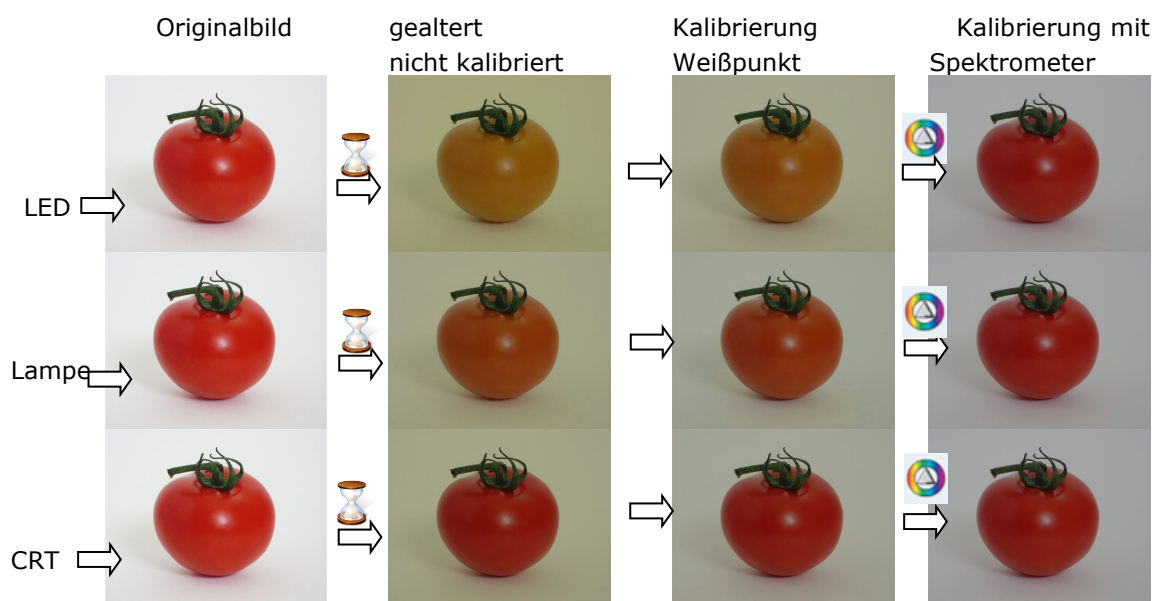 Originalbild
gealtert
nicht kalibriert
Kalibrierung
Weißpunkt
Kalibrierung mit
Spektrometer
LED
Lampe
CRT